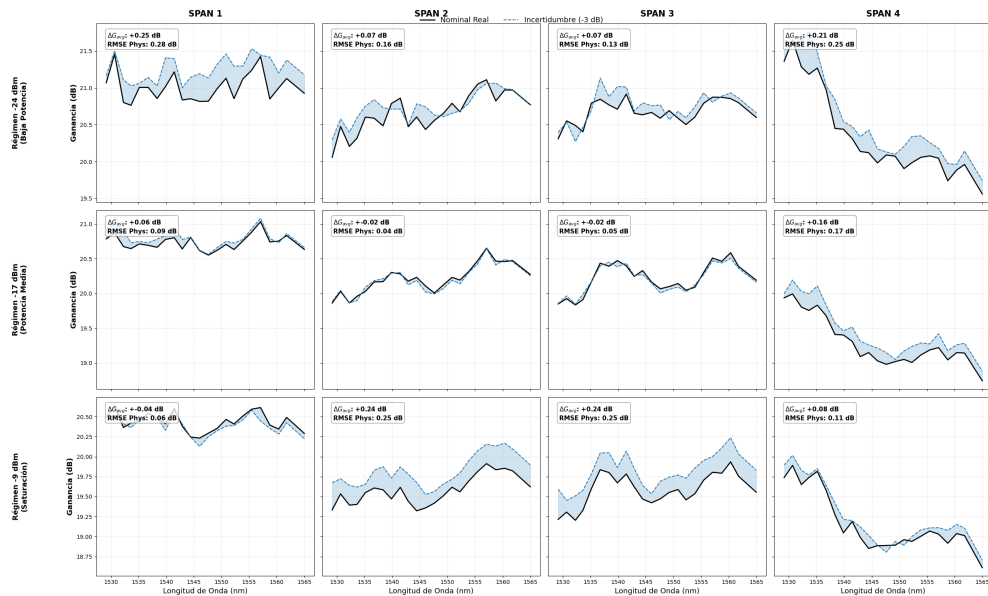 SPAN 1 SPAN 2 SPAN 3 SPAN 4
Nominal Real Incertidumbre (-3 dB)
Régimen -24 dBm
(Baja Potencia)
Ganancia (dB)
21.5
21.0
20.5
20.0
19.5
ΔG_avg: +0.25 dB
RMSE Phys: 0.28 dB
ΔG_avg: +0.07 dB
RMSE Phys: 0.16 dB
ΔG_avg: +0.07 dB
RMSE Phys: 0.13 dB
ΔG_avg: +0.21 dB
RMSE Phys: 0.25 dB
Régimen -17 dBm
(Potencia Media)
Ganancia (dB)
21.0
20.5
20.0
19.5
19.0
ΔG_avg: +0.06 dB
RMSE Phys: 0.09 dB
ΔG_avg: +-0.02 dB
RMSE Phys: 0.04 dB
ΔG_avg: +-0.02 dB
RMSE Phys: 0.05 dB
ΔG_avg: +0.16 dB
RMSE Phys: 0.17 dB
Régimen -9 dBm
(Saturación)
Ganancia (dB)
20.50
20.25
20.00
19.75
19.50
19.25
19.00
18.75
ΔG_avg: +-0.04 dB
RMSE Phys: 0.06 dB
ΔG_avg: +0.24 dB
RMSE Phys: 0.25 dB
ΔG_avg: +0.24 dB
RMSE Phys: 0.25 dB
ΔG_avg: +0.08 dB
RMSE Phys: 0.11 dB
1530 1535 1540 1545 1550 1555 1560 1565
1530 1535 1540 1545 1550 1555 1560 1565
1530 1535 1540 1545 1550 1555 1560 1565
1530 1535 1540 1545 1550 1555 1560 1565
Longitud de Onda (nm)
Longitud de Onda (nm)
Longitud de Onda (nm)
Longitud de Onda (nm)